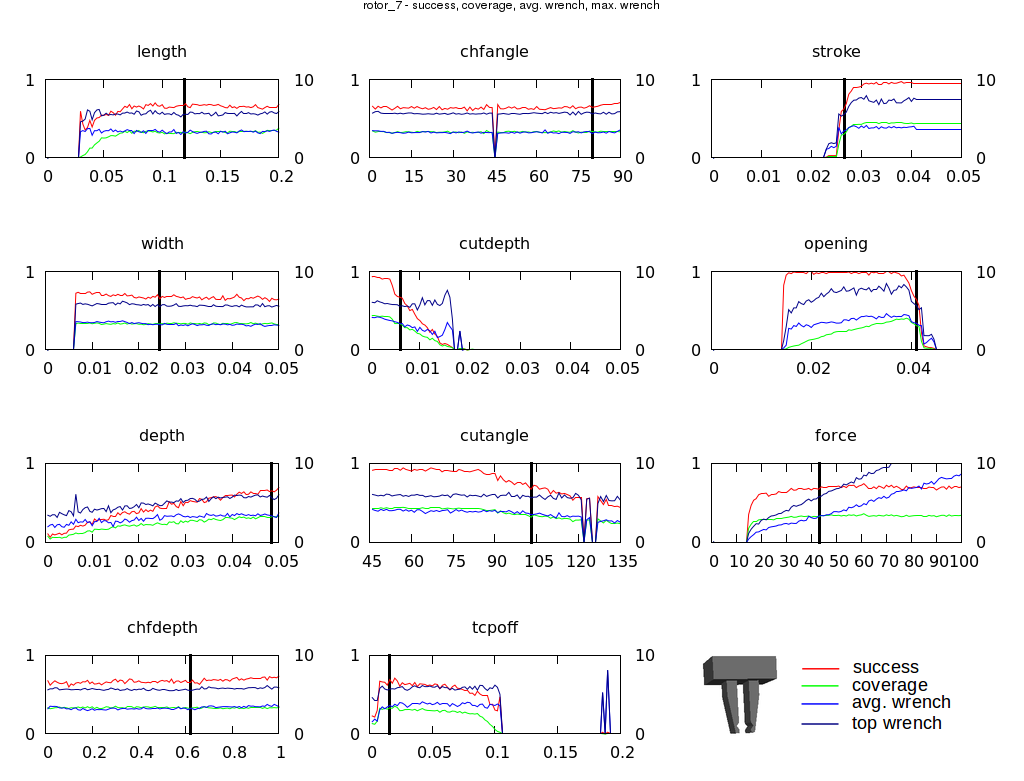 rotor_7 - success, coverage, avg. wrench, max. wrench
length chfangle stroke
1 10 1 10 1 10
0 0 0 0 0 0
0 0.05 0.1 0.15 0.2 0 15 30 45 60 75 90 0 0.01 0.02 0.03 0.04 0.05
width cutdepth opening
1 10 1 10 1 10
0 0 0 0 0 0
0 0.01 0.02 0.03 0.04 0.05 0 0.01 0.02 0.03 0.04 0.05 0 0.02 0.04
depth cutangle force
1 10 1 10 1 10
0 0 0 0 0 0
0 0.01 0.02 0.03 0.04 0.05 45 60 75 90 105 120 135 0 10 20 30 40 50 60 70 80 90100
chfdepth tcpoff
1 10 1 10
0 0 0 0
0 0.2 0.4 0.6 0.8 1 0 0.05 0.1 0.15 0.2
success
coverage
avg. wrench
top wrench